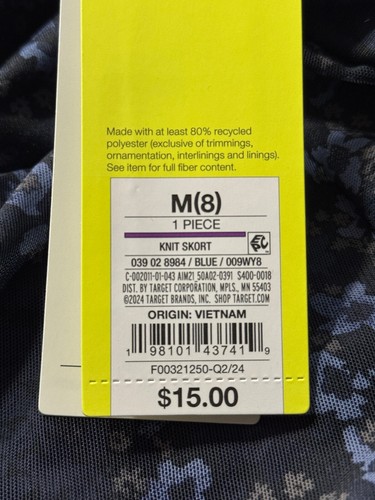 Made with at least 80% recycled
polyester (exclusive of trimmings,
ornamentation, interlinings and linings).
See item for full fiber content.
M(8)
1 PIECE
KNIT SKORT
039 02 8984 / BLUE / 009WY8
C-002011-01-043 AIM21_50A02-0391 S400-0018
DIST. BY TARGET CORPORATION, MPLS., MN 55403
©2024 TARGET BRANDS, INC. SHOP TARGET.COM
ORIGIN: VIETNAM
1 98101 43741 9
F00321250-Q2/24
$15.00